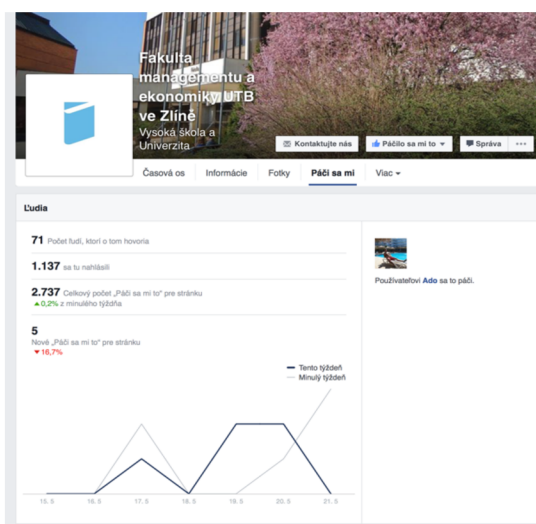 Fakulta
managementu a
ekonomiky UTB
ve Zlíně
Vysoká škola a
Univerzita
Kontaktujte nás
Páčilo sa mi to
Správa
Časová os Informácie Fotky Páči sa mi Viac
Ľudia
71 Počet ľudí, ktorí o tom hovoria
1.137 sa tu nahlásili
2.737 Celkový počet „Páči sa mi to“ pre stránku
0,2% z minulého týždňa
5
Nové „Páči sa mi to“ pre stránku
16,7%
Tento týždeň
Minulý týždeň
15. 5 16. 5 17. 5 18. 5 19. 5 20. 5 21. 5
Používateľovi Ado sa to páči.